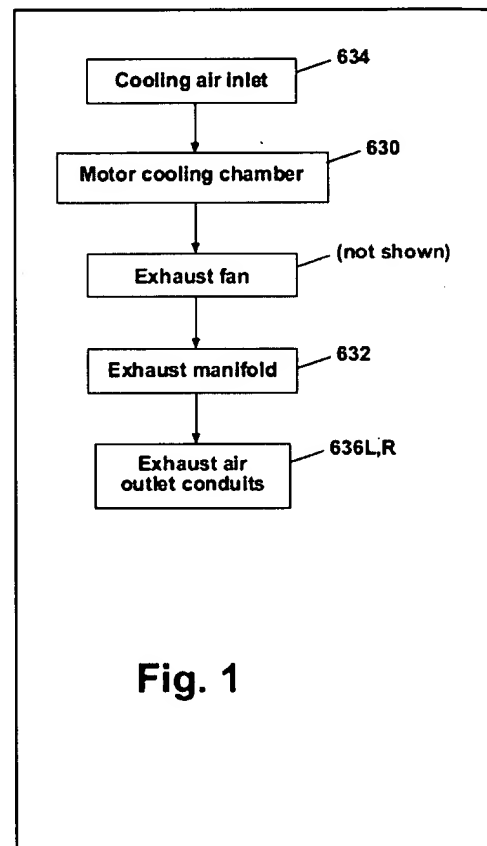 634
Cooling air inlet
630
Motor cooling chamber
(not shown)
Exhaust fan
632
Exhaust manifold
636L,R
Exhaust air
outlet conduits
Fig. 1